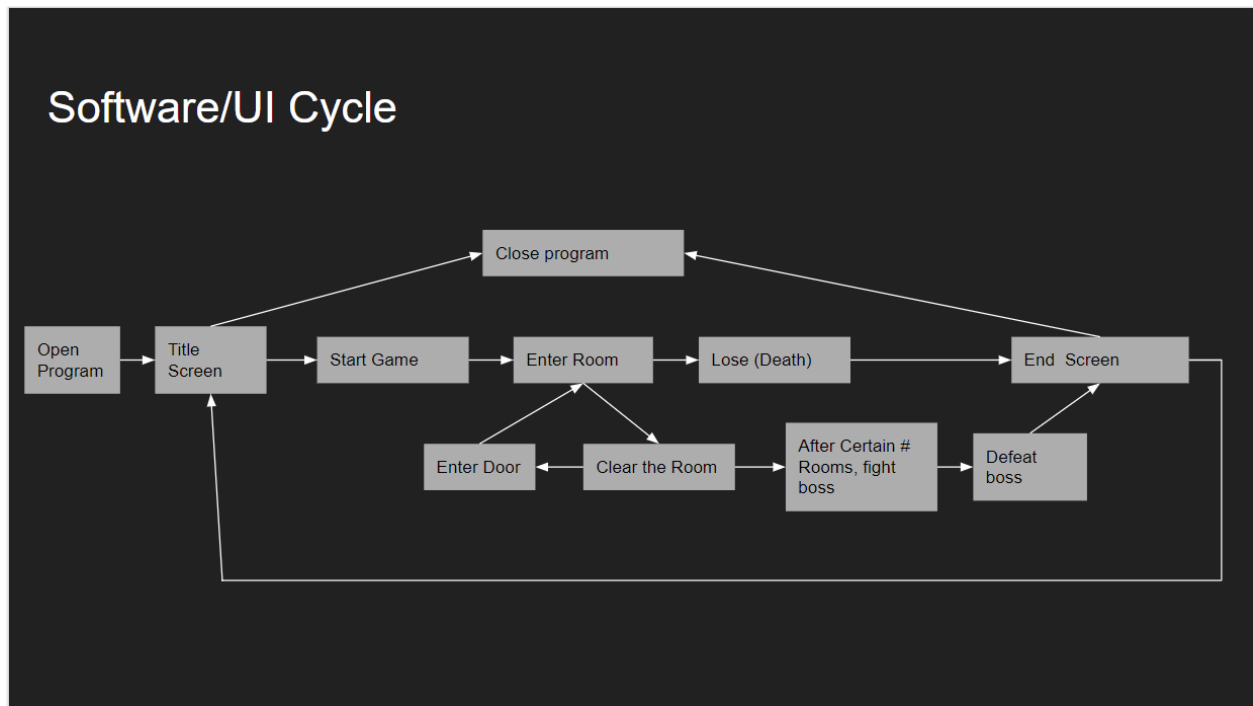 Software/UI Cycle
Close program
Open
Program
Title
Screen
Start Game
Enter Room
Lose (Death)
End  Screen
Enter Door
Clear the Room
After Certain #
Rooms, fight
boss
Defeat
boss